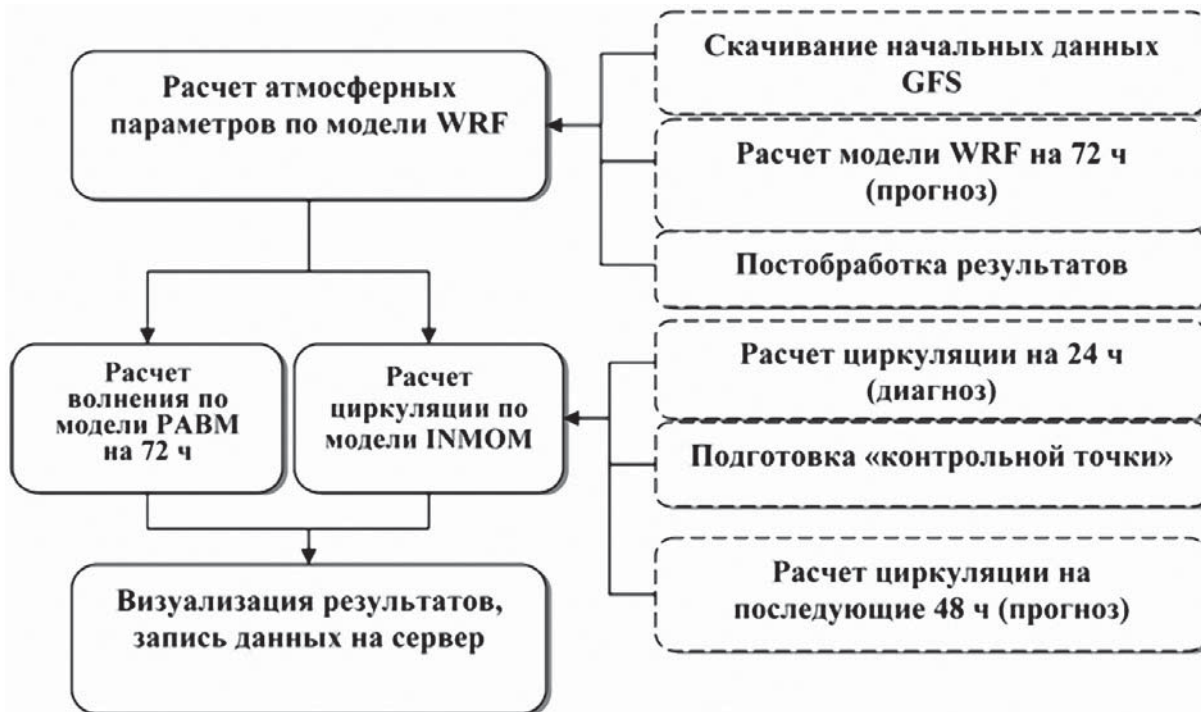 Расчет атмосферных
параметров по модели WRF
Скачивание начальных данных
GFS
Расчет модели WRF на 72 ч
(прогноз)
Постобработка результатов
Расчет
волнения по
модели РАВМ
на 72 ч
Расчет
циркуляции по
модели INMOM
Расчет циркуляции на 24 ч
(диагноз)
Подготовка «контрольной точки»
Расчет циркуляции на
последующие 48 ч (прогноз)
Визуализация результатов,
запись данных на сервер